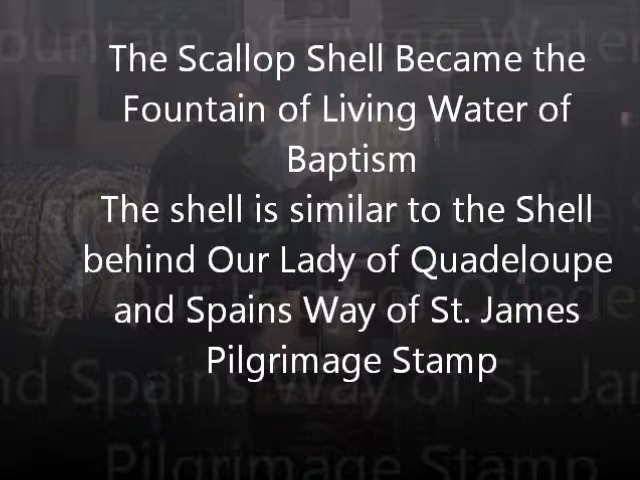 The Scallop Shell Became the
Fountain of Living Water of
Baptism
The shell is similar to the Shell
behind Our Lady of Quadeloupe
and Spains Way of St. James
Pilgrimage Stamp